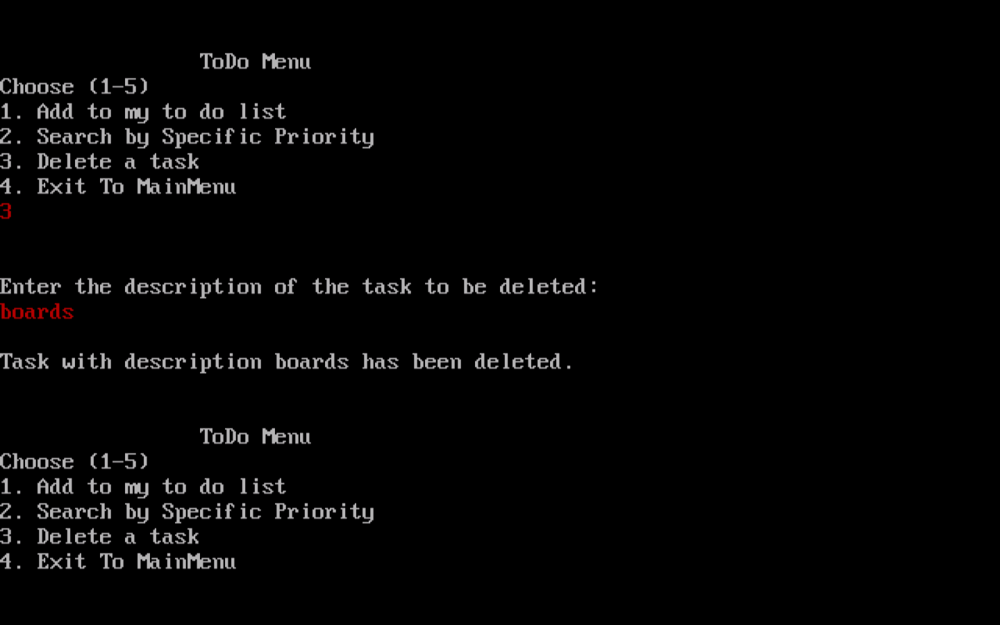 ToDo Menu
Choose (1-5)
1. Add to my to do list
2. Search by Specific Priority
3. Delete a task
4. Exit To MainMenu
3
Enter the description of the task to be deleted:
boards
Task with description boards has been deleted.
ToDo Menu
Choose (1-5)
1. Add to my to do list
2. Search by Specific Priority
3. Delete a task
4. Exit To MainMenu